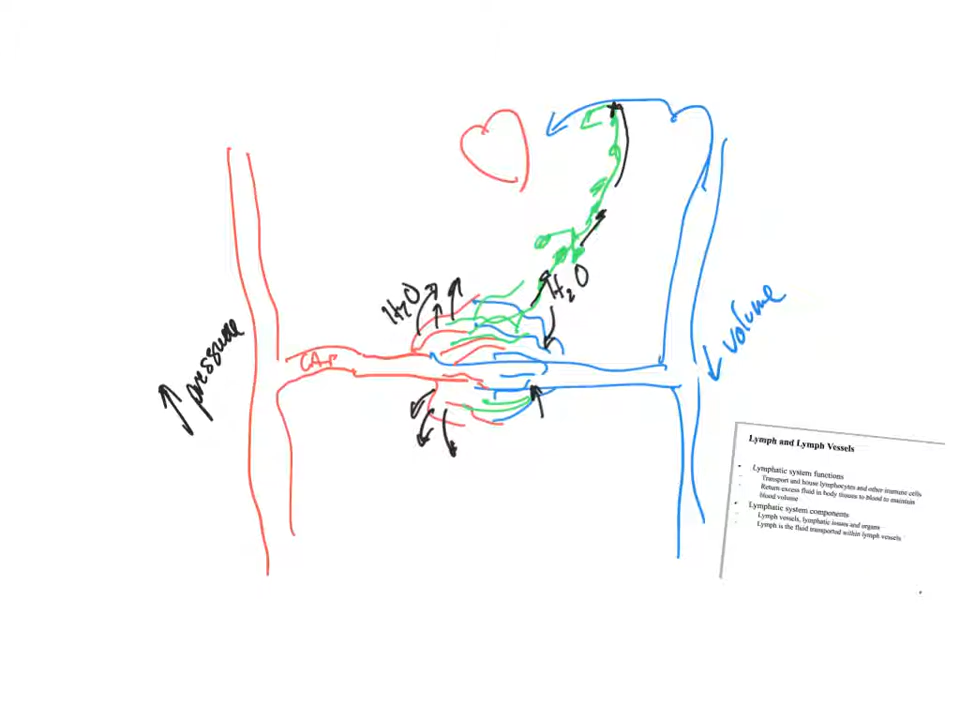 H2O
H2O
↑ pressure
CAP
↓ volume
Lymph and Lymph Vessels
• Lymphatic system functions
– Transport and house lymphocytes and other immune cells
– Return excess fluid in body tissues to blood to maintain
blood volume
• Lymphatic system components
– Lymph vessels, lymphatic tissues and organs
– Lymph is the fluid transported within lymph vessels